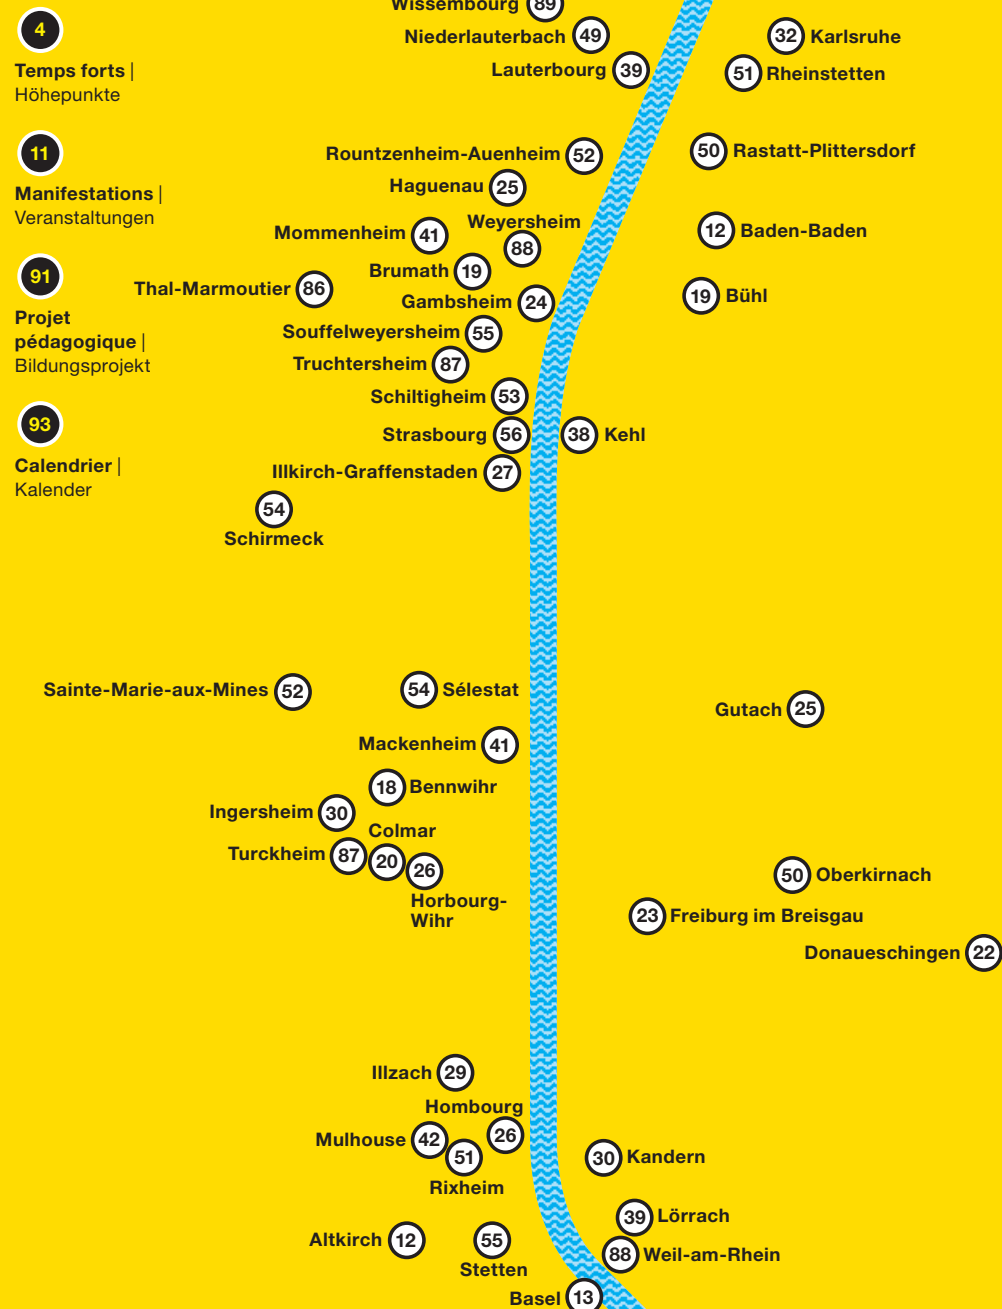 Wissembourg 89
4
Niederlauterbach 49
32 Karlsruhe
Temps forts |
Höhepunkte
Lauterbourg 39
51 Rheinstetten
11
Manifestations |
Veranstaltungen
Rountzenheim-Auenheim 52
50 Rastatt-Plittersdorf
Haguenau 25
Weyersheim
88
Mommenheim 41
12 Baden-Baden
91
Projet
pédagogique |
Bildungsprojekt
Brumath 19
Thal-Marmoutier 86
Gambsheim 24
19 Bühl
Souffelweyersheim 55
Truchtersheim 87
Schiltigheim 53
93
Calendrier |
Kalender
Strasbourg 56
38 Kehl
Illkirch-Graffenstaden 27
54
Schirmeck
Sainte-Marie-aux-Mines 52
54 Sélestat
Gutach 25
Mackenheim 41
18 Bennwihr
Ingersheim 30
Colmar
20
Turckheim 87
26
Horbourg-
Wihr
50 Oberkirnach
23 Freiburg im Breisgau
Donaueschingen 22
Illzach 29
Hombourg
26
Mulhouse 42
51
Rixheim
30 Kandern
39 Lörrach
Altkirch 12
55
Stetten
88 Weil-am-Rhein
Basel 13